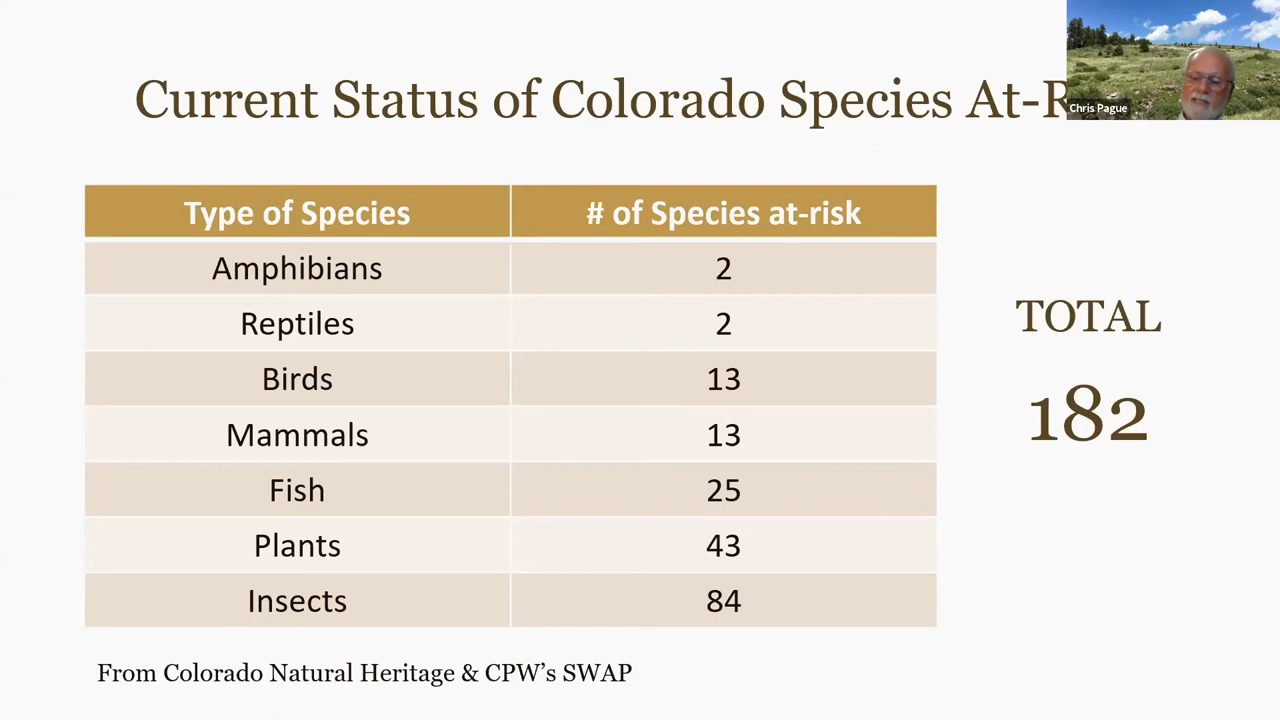 Current Status of Colorado Species
Chris Pague
Type of Species # of Species at-risk
Amphibians 2
Reptiles 2
Birds 13
Mammals 13
Fish 25
Plants 43
Insects 84
TOTAL
182
From Colorado Natural Heritage & CPW’s SWAP